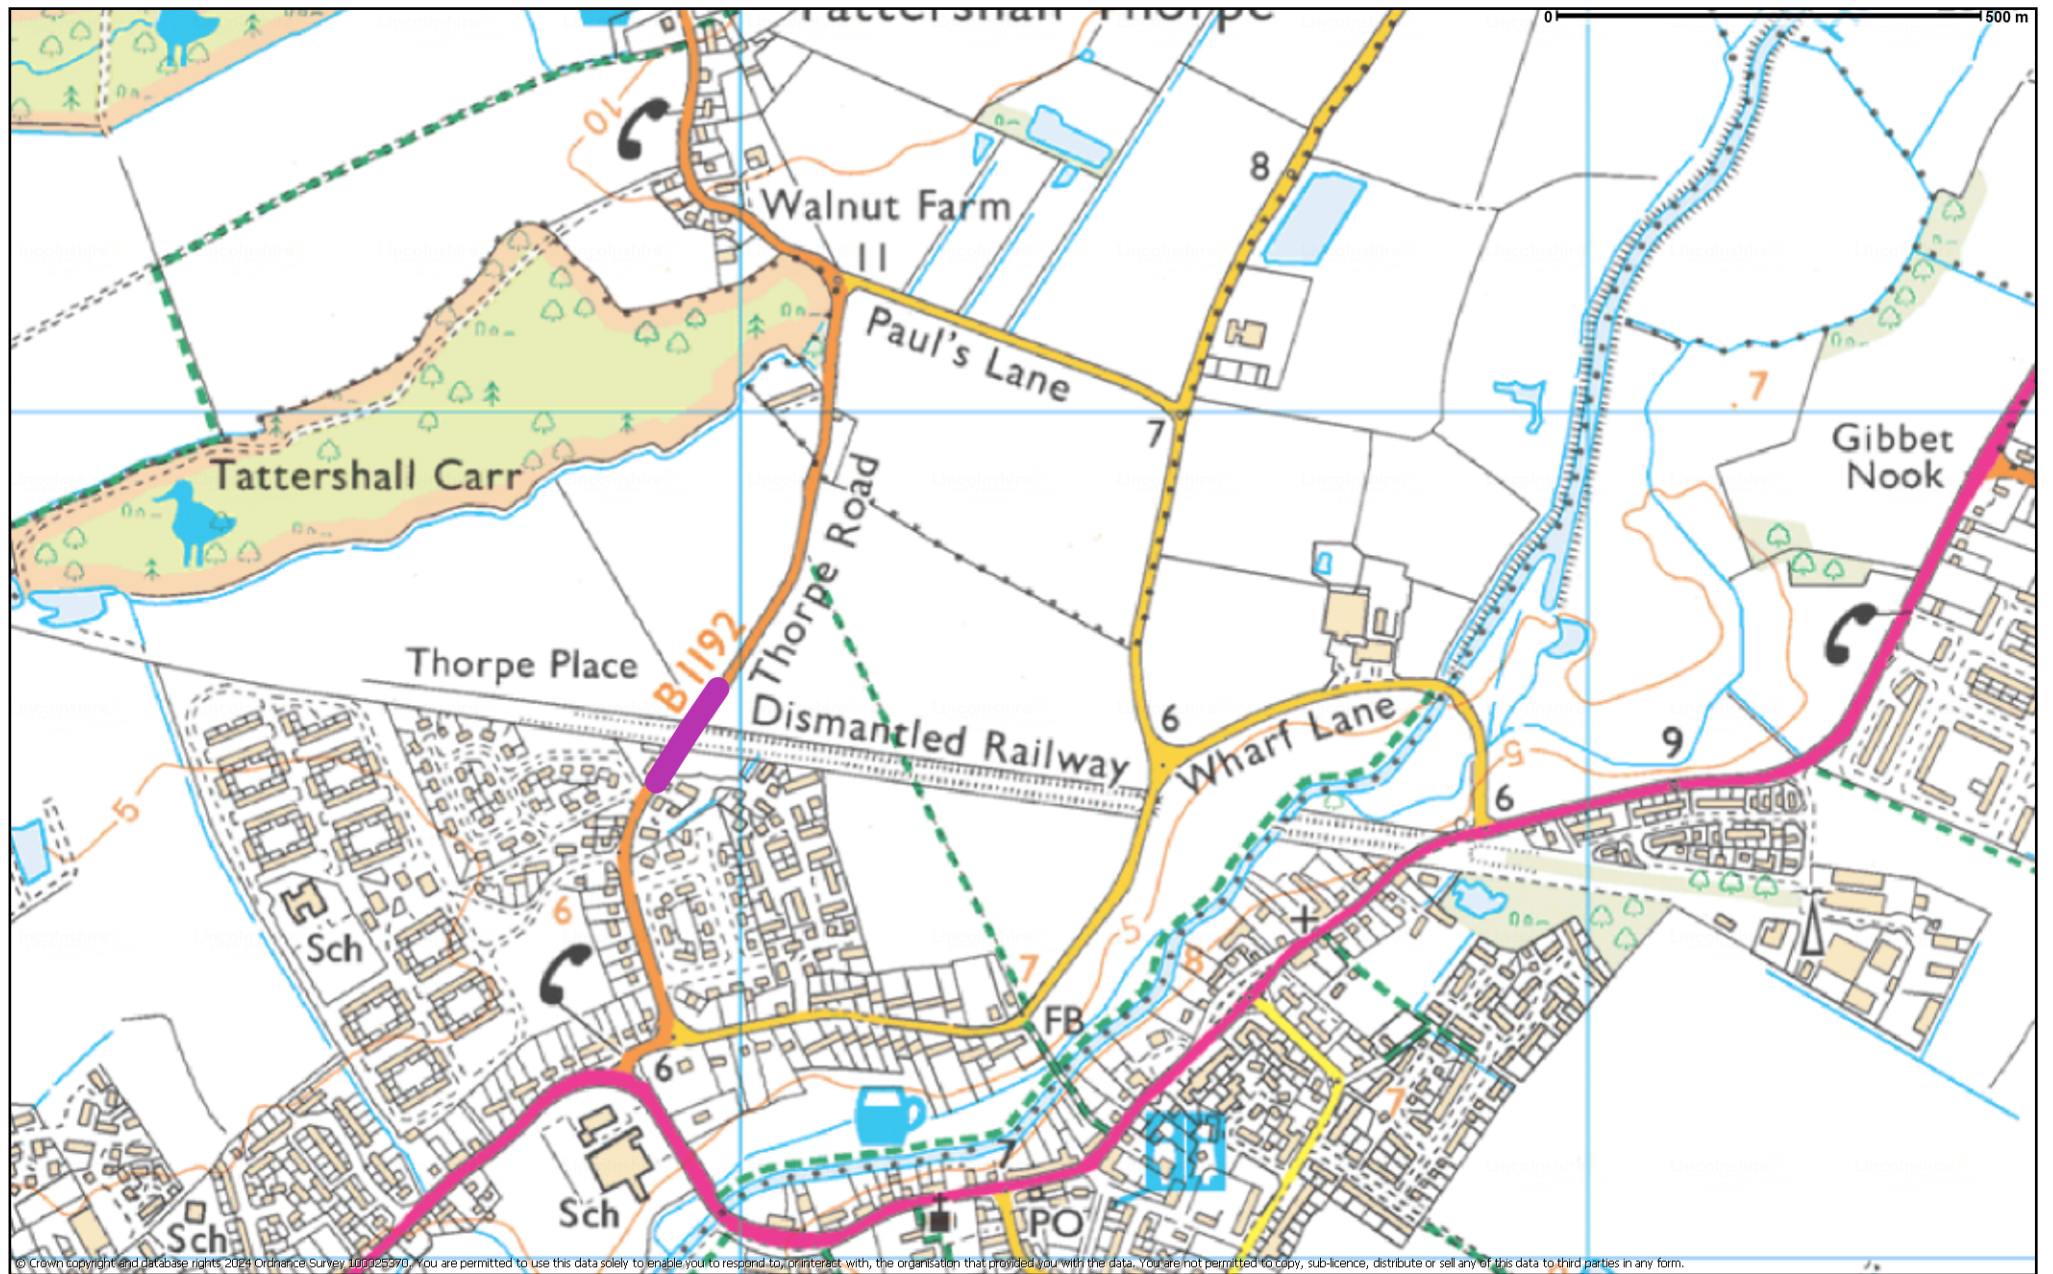 Tattershall Thorpe
0 500 m
10
8
Walnut Farm
11
Paul's Lane
7
7
Gibbet
Nook
Tattershall Carr
Thorpe Road
B1192
Thorpe Place
Dismantled Railway
6
Wharf Lane
9
5
6
5
6
Sch
5
8
7
FB
6
7
7
Sch
Sch
PO
© Crown copyright and database rights 2024 Ordnance Survey 100025370. You are permitted to use this data solely to enable you to respond to, or interact with, the organisation that provided you with the data. You are not permitted to copy, sub-licence, distribute or sell any of this data to third parties in any form.